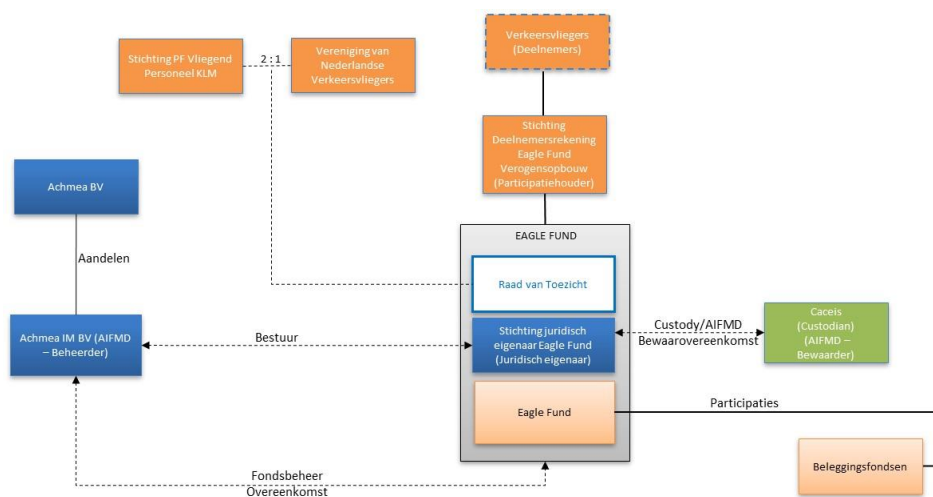 Verkeersvliegers
(Deelnemers)
Stichting PF Vliegend
Personeel KLM
2 : 1
Vereniging van
Nederlandse
Verkeersvliegers
Stichting
Deelnemersrekening
Eagle Fund
Verogensopbouw
(Participatiehouder)
Achmea BV
EAGLE FUND
Aandelen
Raad van Toezicht
Achmea IM BV (AIFMD
– Beheerder)
Bestuur
Stichting juridisch
eigenaar Eagle Fund
(Juridisch eigenaar)
Custody/AIFMD
Bewaarovereenkomst
Caceis
(Custodian)
(AIFMD –
Bewaarder)
Eagle Fund
Participaties
Beleggingsfondsen
Fondsbeheer
Overeenkomst